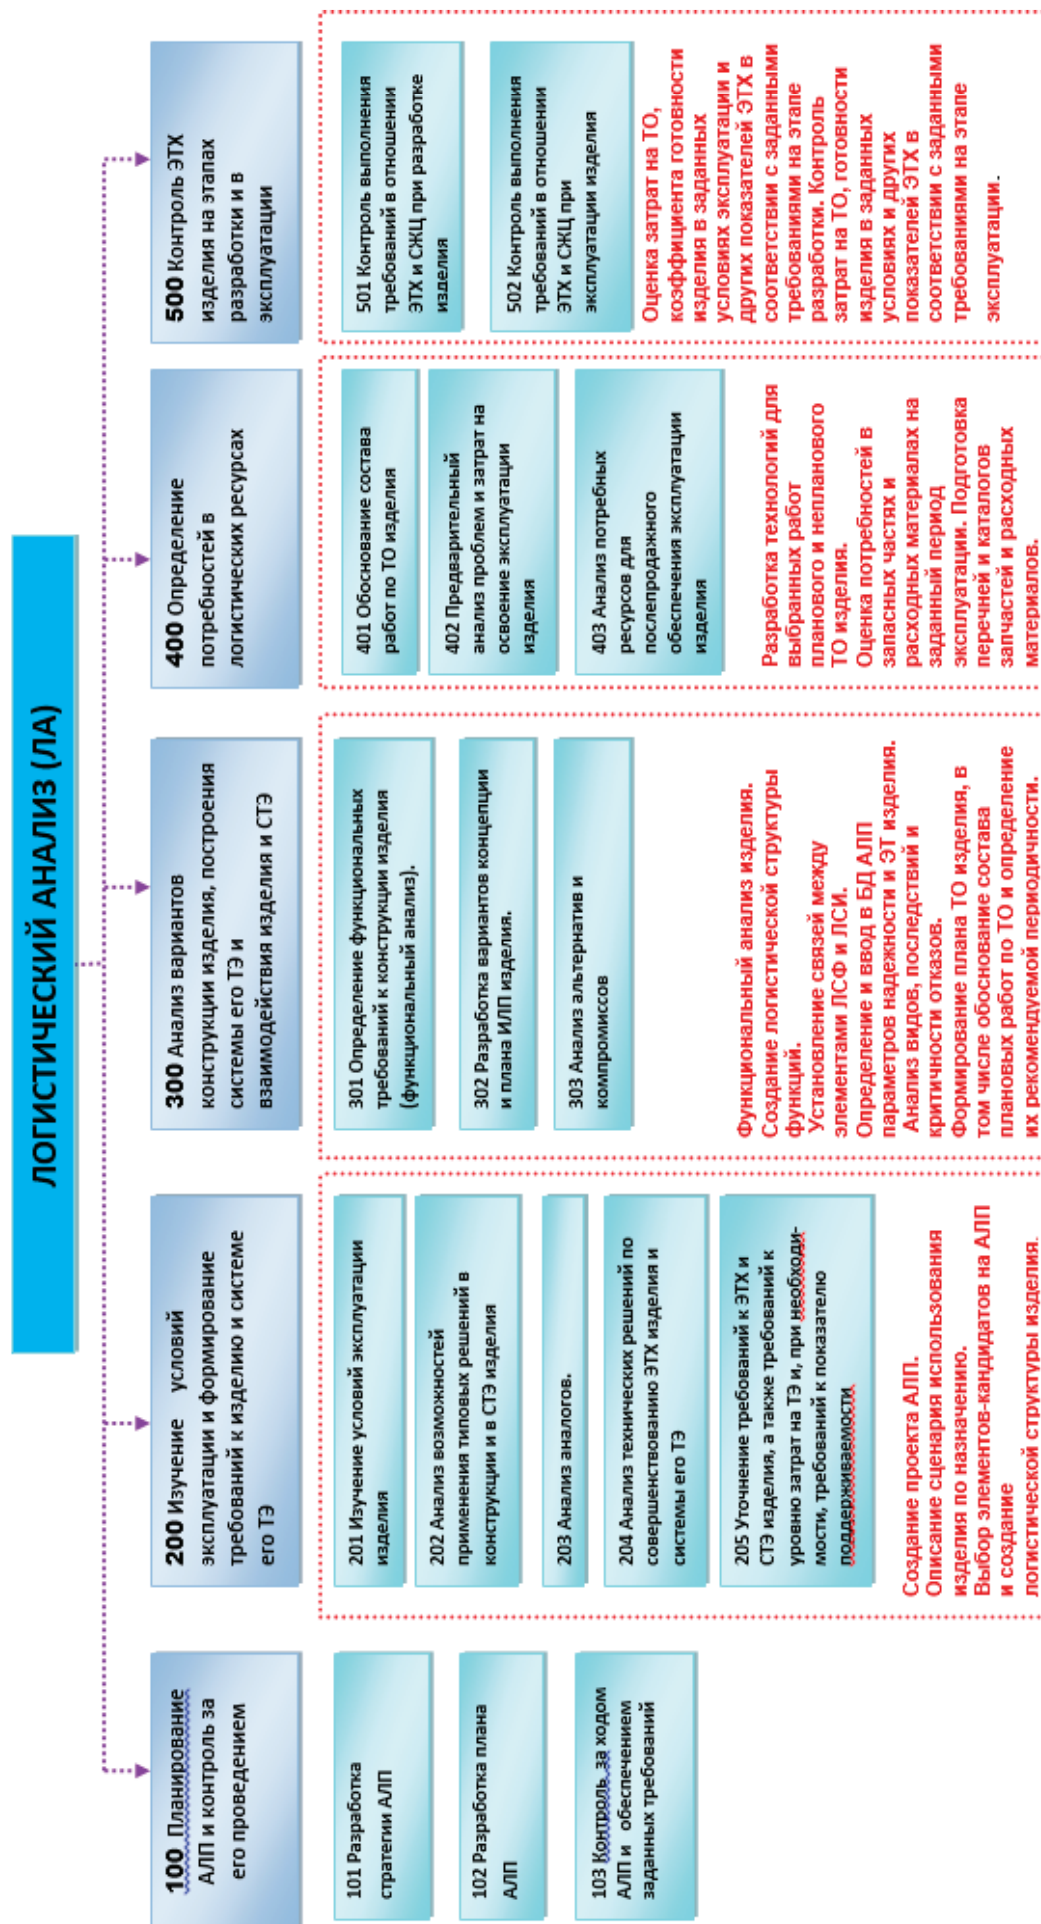 ЛОГИСТИЧЕСКИЙ АНАЛИЗ (ЛА)
100 Планирование
АЛП и контроль за
его проведением
101 Разработка
стратегии АЛП
102 Разработка плана
АЛП
103 Контроль за ходом
АЛП и обеспечением
заданных требований
200 Изучение условий
эксплуатации и формирование
требований к изделию и системе
его ТЭ
201 Изучение условий эксплуатации
изделия
202 Анализ возможностей
применения типовых решений в
конструкции и в СТЭ изделия
203 Анализ аналогов.
204 Анализ технических решений по
совершенствованию ЭТХ изделия и
системы его ТЭ
205 Уточнение требований к ЭТХ и
СТЭ изделия, а также требований к
уровню затрат на ТЭ и, при необходи-
мости, требований к показателю
поддерживаемости
Создание проекта АЛП.
Описание сценария использования
изделия по назначению.
Выбор элементов-кандидатов на АЛП
и создание
логистической структуры изделия.
300 Анализ вариантов
конструкции изделия, построения
системы его ТЭ и
взаимодействия изделия и СТЭ
301 Определение функциональных
требований к конструкции изделия
(функциональный анализ).
302 Разработка вариантов концепции
и плана ИЛП изделия.
303 Анализ альтернатив и
компромиссов
Функциональный анализ изделия.
Создание логистической структуры
функций.
Установление связей между
элементами ЛСФ и ЛСИ.
Определение и ввод в БД АЛП
параметров надежности и ЭТ изделия.
Анализ видов, последствий и
критичности отказов.
Формирование плана ТО изделия, в
том числе обоснование состава
плановых работ по ТО и определение
их рекомендуемой периодичности.
400 Определение
потребностей в
логистических ресурсах
401 Обоснование состава
работ по ТО изделия
402 Предварительный
анализ проблем и затрат на
освоение эксплуатации
изделия
403 Анализ потребных
ресурсов для
послепродажного
обеспечения эксплуатации
изделия
Разработка технологий для
выбранных работ
планового и непланового
ТО изделия.
Оценка потребностей в
запасных частях и
расходных материалах на
заданный период
эксплуатации. Подготовка
перечней и каталогов
запчастей и расходных
материалов.
500 Контроль ЭТХ
изделия на этапах
разработки и в
эксплуатации
501 Контроль выполнения
требований в отношении
ЭТХ и СЖЦ при разработке
изделия
502 Контроль выполнения
требований в отношении
ЭТХ и СЖЦ при
эксплуатации изделия
Оценка затрат на ТО,
коэффициента готовности
изделия в заданных
условиях эксплуатации и
других показателей ЭТХ в
соответствии с заданными
требованиями на этапе
разработки. Контроль
затрат на ТО, готовности
изделия в заданных
условиях и других
показателей ЭТХ в
соответствии с заданными
требованиями на этапе
эксплуатации.